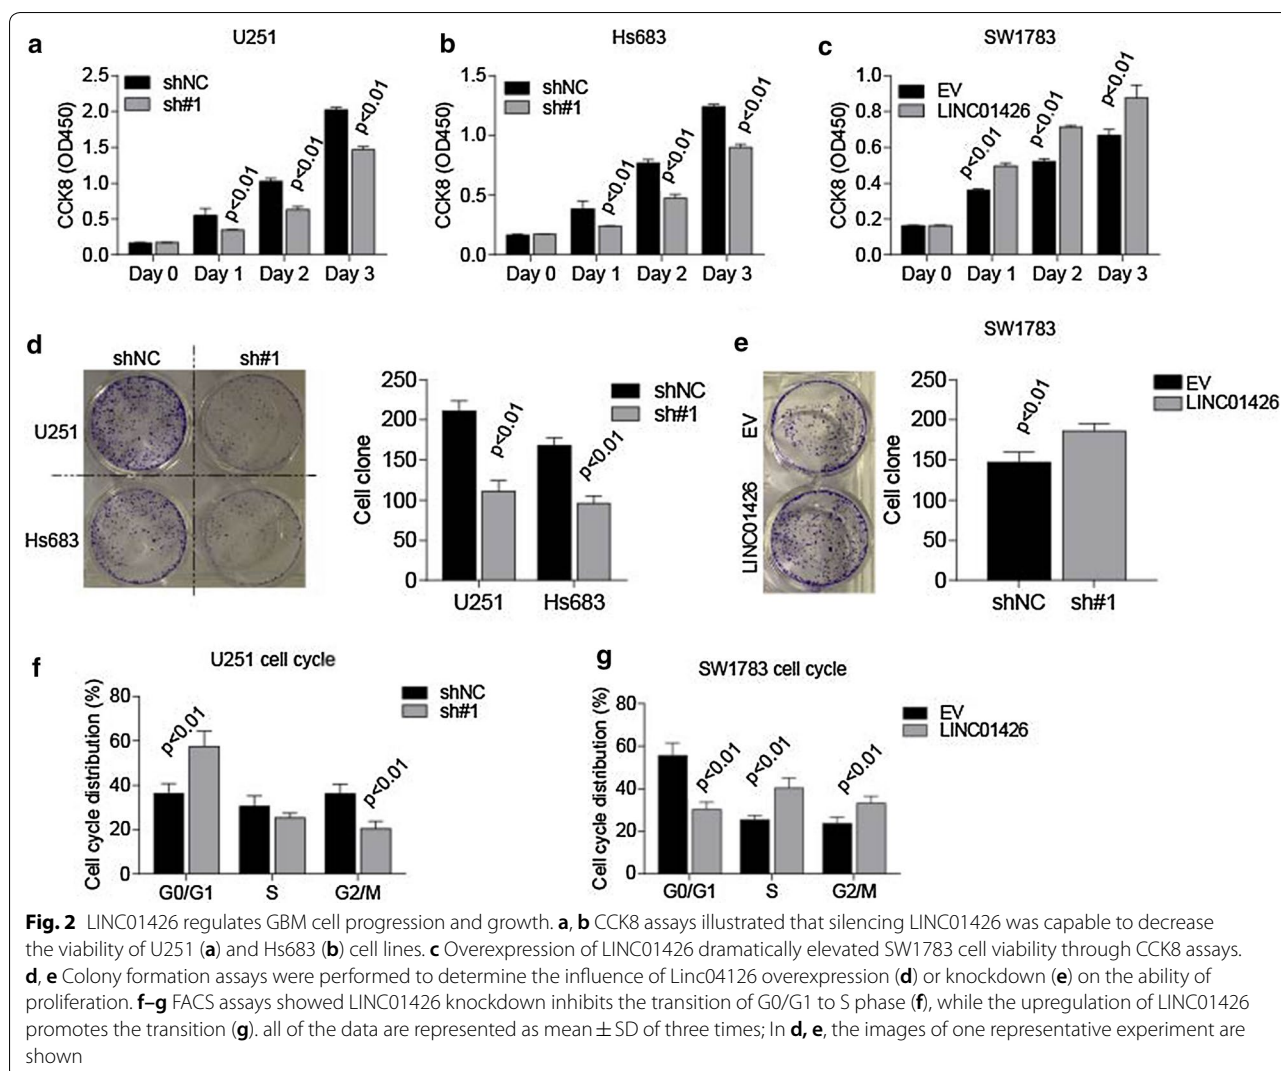 a
U251
CCK8 (OD450)
2.5
2.0
1.5
1.0
0.5
0.0
shNC
sh#1
p<0.01
p<0.01
p<0.01
Day 0 Day 1 Day 2 Day 3
b
Hs683
CCK8 (OD450)
1.5
1.0
0.5
0.0
shNC
sh#1
p<0.01
p<0.01
p<0.01
Day 0 Day 1 Day 2 Day 3
c
SW1783
CCK8 (OD450)
1.0
0.8
0.6
0.4
0.2
0.0
EV
LINC01426
p<0.01
p<0.01
p<0.01
Day 0 Day 1 Day 2 Day 3
d
shNC sh#1
U251
Hs683
Cell clone
250
200
150
100
50
0
shNC
sh#1
p<0.01
p<0.01
U251 Hs683
e
SW1783
EV
LINC01426
Cell clone
250
200
150
100
50
0
p<0.01
EV
LINC01426
shNC sh#1
f
U251 cell cycle
Cell cycle distribution (%)
80
60
40
20
0
p<0.01
p<0.01
shNC
sh#1
G0/G1 S G2/M
g
SW1783 cell cycle
Cell cycle distribution (%)
80
60
40
20
0
p<0.01
p<0.01
p<0.01
EV
LINC01426
G0/G1 S G2/M
Fig. 2 LINC01426 regulates GBM cell progression and growth. a, b CCK8 assays illustrated that silencing LINC01426 was capable to decrease
the viability of U251 (a) and Hs683 (b) cell lines. c Overexpression of LINC01426 dramatically elevated SW1783 cell viability through CCK8 assays.
d, e Colony formation assays were performed to determine the influence of Linc04126 overexpression (d) or knockdown (e) on the ability of
proliferation. f–g FACS assays showed LINC01426 knockdown inhibits the transition of G0/G1 to S phase (f), while the upregulation of LINC01426
promotes the transition (g). all of the data are represented as mean ± SD of three times; In d, e, the images of one representative experiment are
shown